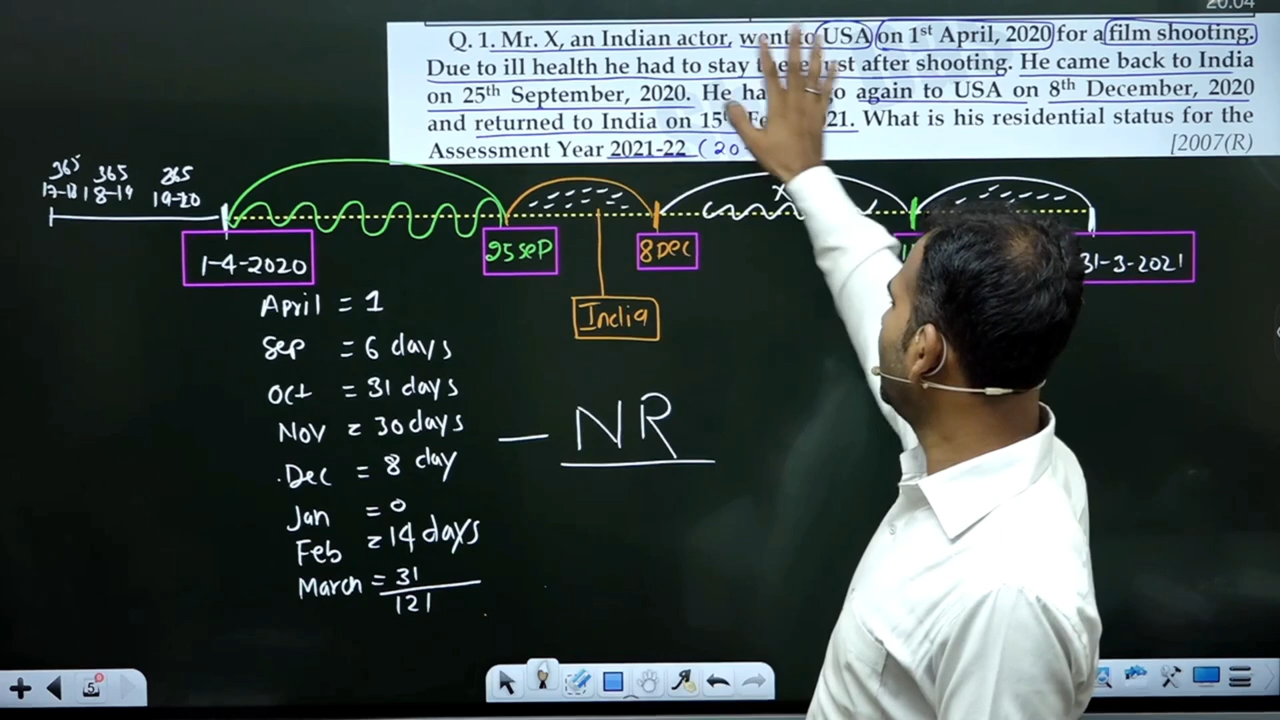 20.04
Q. 1. Mr. X, an Indian actor, went to USA on 1st April, 2020 for a film shooting.
Due to ill health he had to stay there just after shooting. He came back to India
on 25th September, 2020. He ha go again to USA on 8th December, 2020
and returned to India on 15th Fe 21. What is his residential status for the
Assessment Year 2021-22 (20
[2007(R)
365 365 365
17-18 18-19 19-20
x
1-4-2020
25 Sep
8 Dec
31-3-2021
India
April = 1
Sep = 6 days
Oct = 31 days
Nov = 30 days
Dec = 8 day
Jan = 0
Feb = 14 days
March = 31
121
— NR
5